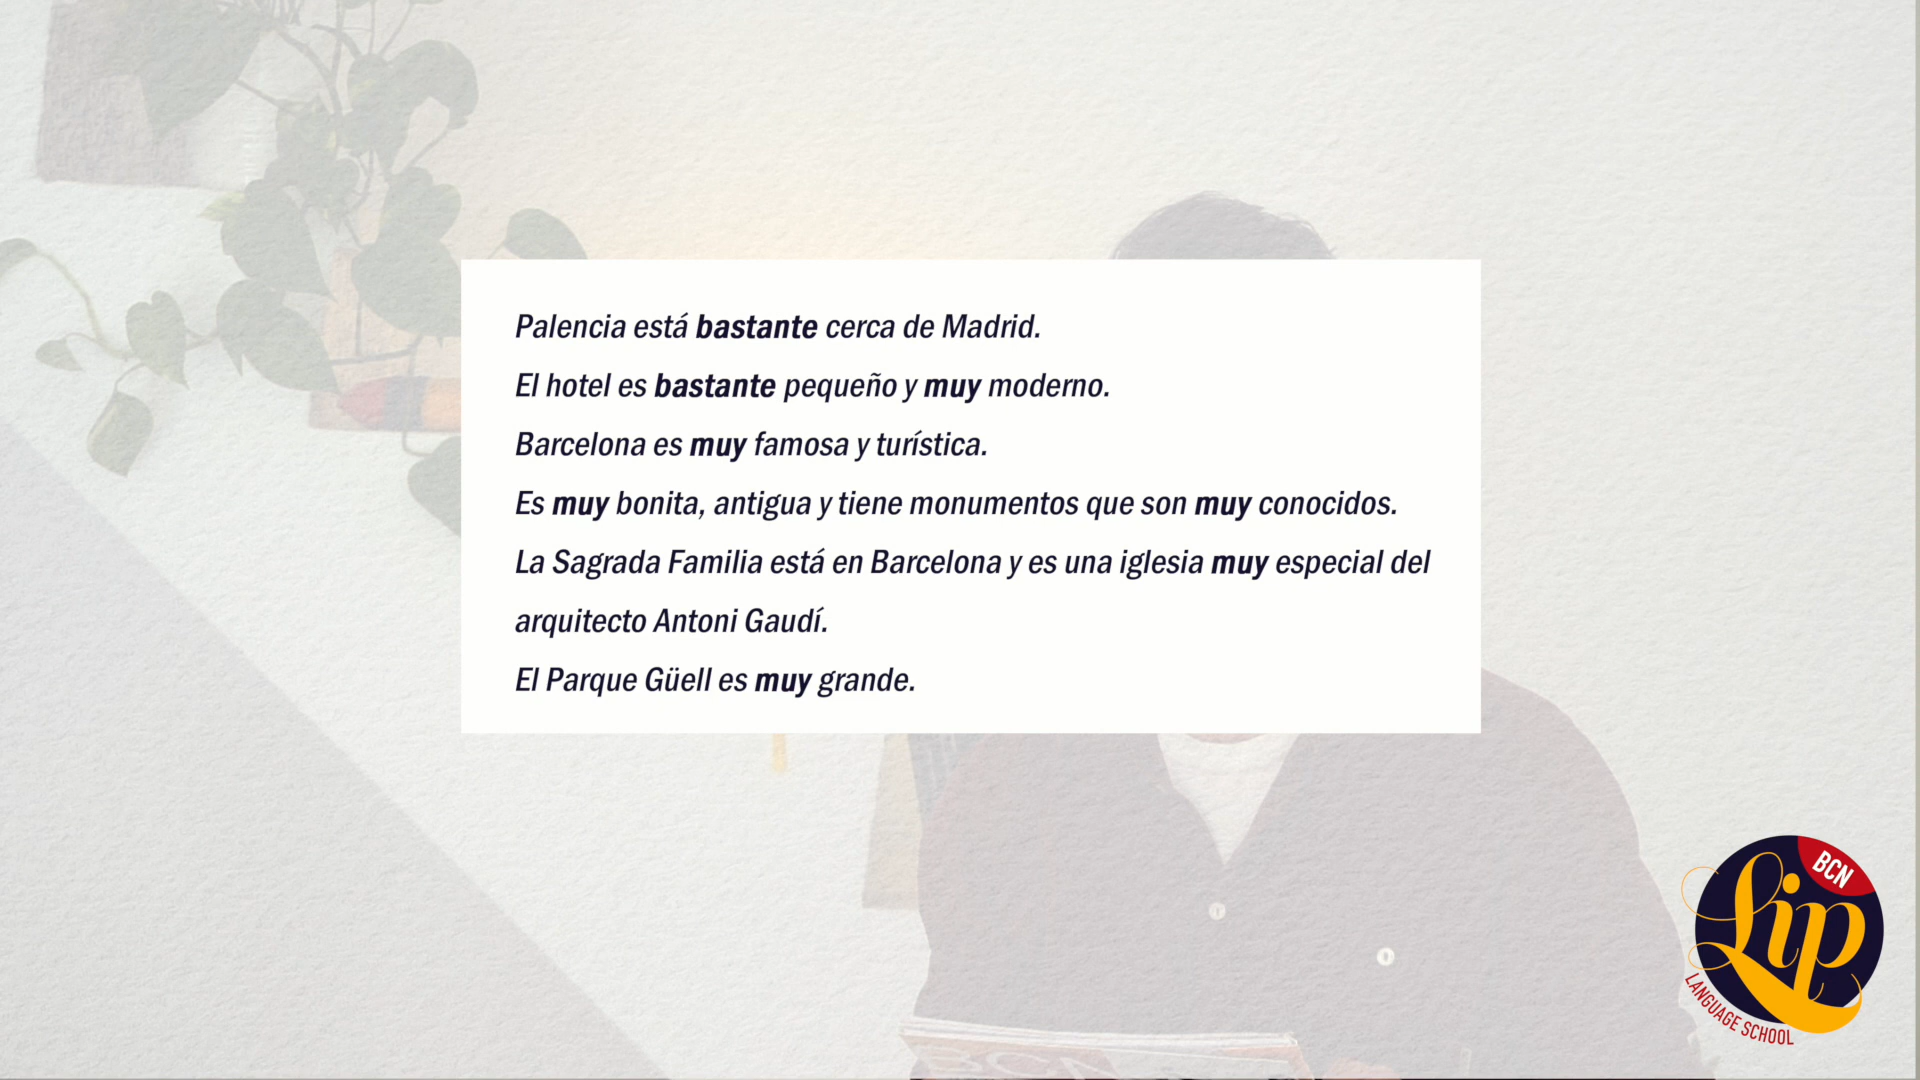 Palencia está bastante cerca de Madrid.
El hotel es bastante pequeño y muy moderno.
Barcelona es muy famosa y turística.
Es muy bonita, antigua y tiene monumentos que son muy conocidos.
La Sagrada Familia está en Barcelona y es una iglesia muy especial del
arquitecto Antoni Gaudí.
El Parque Güell es muy grande.
BCN
Lip
LANGUAGE SCHOOL